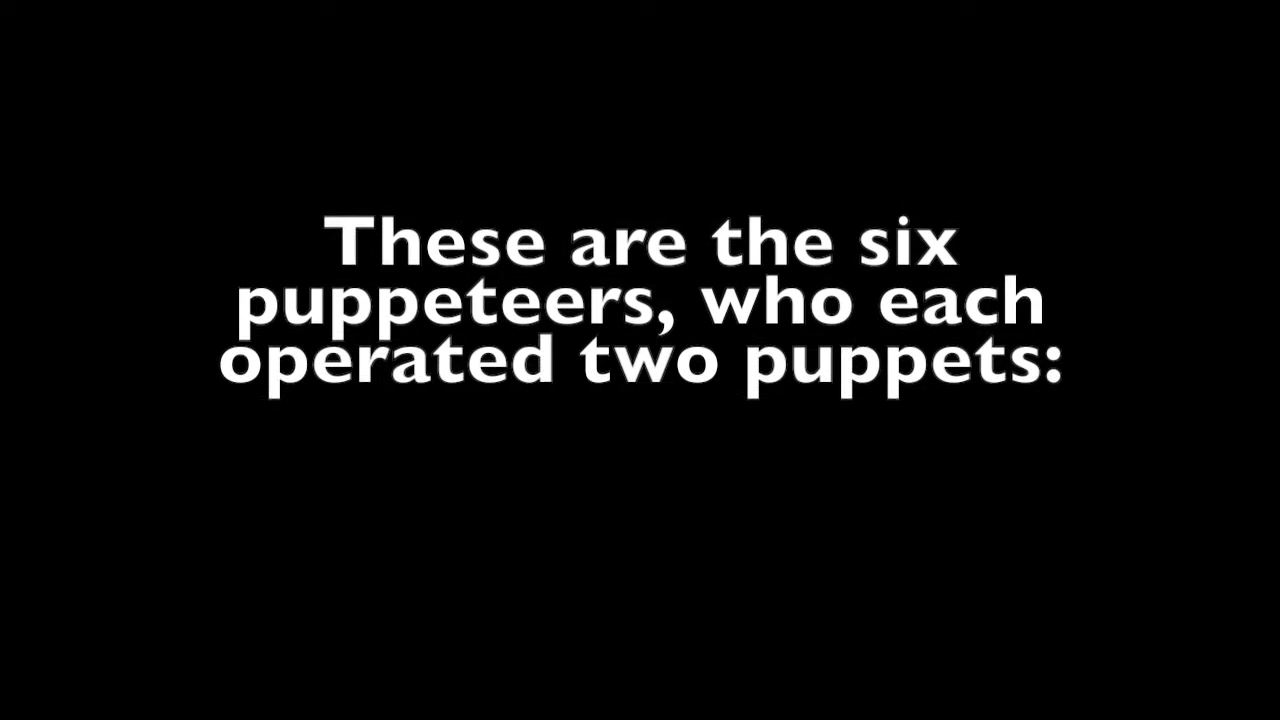 These are the six
puppeteers, who each
operated two puppets: